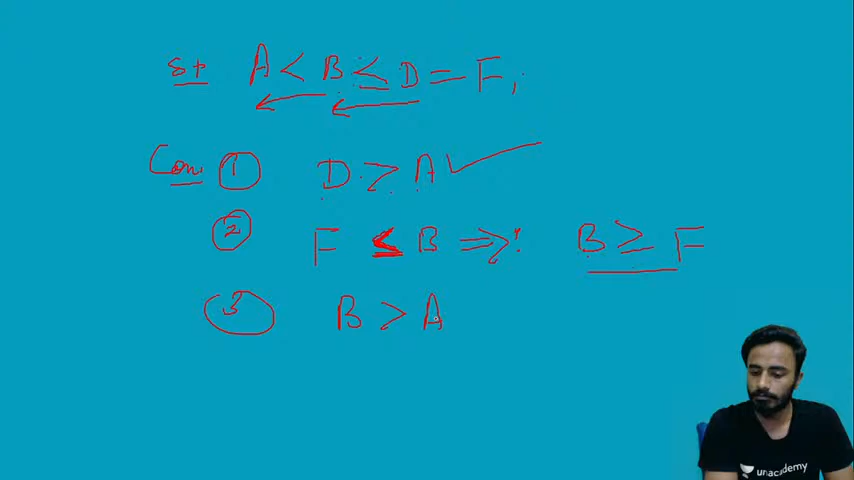 St A < B ≤ D = F,
Con ① D > A ✓
② F ≤ B ⇒ B ≥ F
③ B > A
unacademy